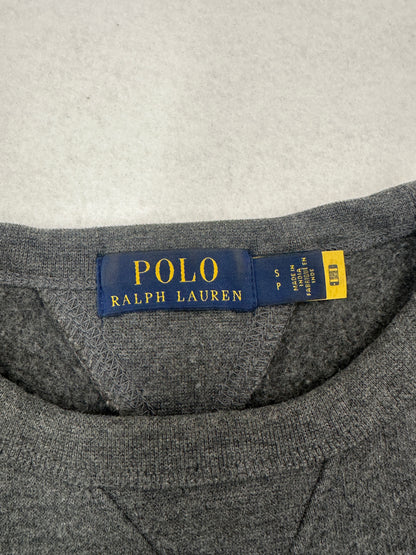 POLO
RALPH LAUREN
S
P
MADE IN
INDIA
FABRIQUÉ EN
INDE